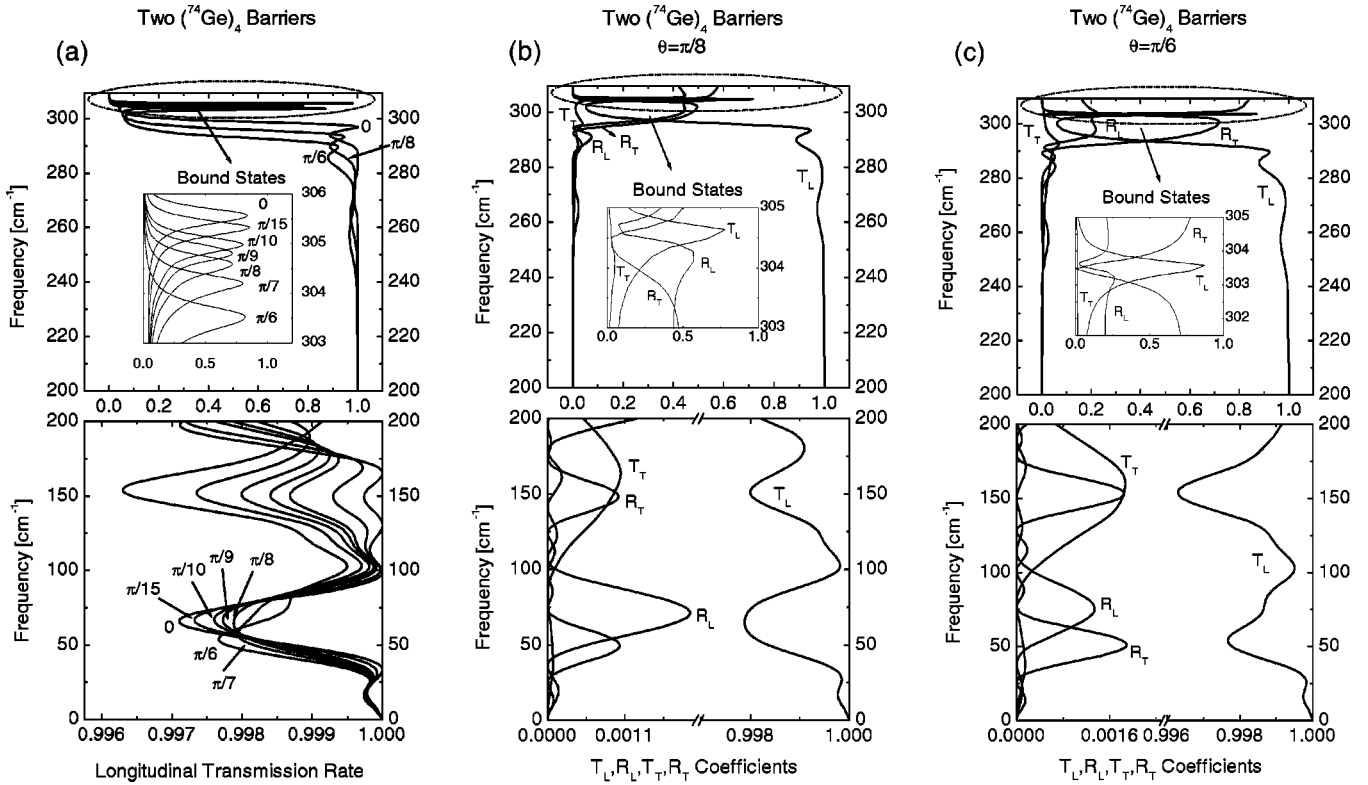 Two (⁷⁴Ge)₄ Barriers
(a)
Frequency [cm⁻¹]
300
280
260
240
220
200
0.0 0.2 0.4 0.6 0.8 1.0
300
280
260
240
220
200
0
π/8
π/6
Bound States
306
305
304
303
0.0 0.5 1.0
0
π/15
π/10
π/9
π/8
π/7
π/6
Frequency [cm⁻¹]
200
150
100
50
0
200
150
100
50
0
π/15
π/10
π/9
π/8
0
π/6
π/7
0.996 0.997 0.998 0.999 1.000
Longitudinal Transmission Rate
Two (⁷⁴Ge)₄ Barriers
θ=π/8
(b)
Frequency [cm⁻¹]
300
280
260
240
220
200
0.0 0.2 0.4 0.6 0.8 1.0
300
280
260
240
220
200
T_T
R_L
R_T
T_L
Bound States
305
304
303
0.0 0.5 1.0
T_L
R_L
T_T
R_T
Frequency [cm⁻¹]
200
150
100
50
0
200
150
100
50
0
T_T
R_T
T_L
R_L
0.0000 0.0011 0.998 1.000
T_L,R_L,T_T,R_T Coefficients
Two (⁷⁴Ge)₄ Barriers
θ=π/6
(c)
Frequency [cm⁻¹]
300
280
260
240
220
200
0.0 0.2 0.4 0.6 0.8 1.0
300
280
260
240
220
200
T_T
R_L
R_T
T_L
Bound States
305
304
303
302
0.0 0.5 1.0
R_T
T_L
T_T
R_L
Frequency [cm⁻¹]
200
150
100
50
0
200
150
100
50
0
T_T
T_L
R_L
R_T
0.0000 0.0016 0.996 0.998 1.000
T_L,R_L,T_T,R_T Coefficients